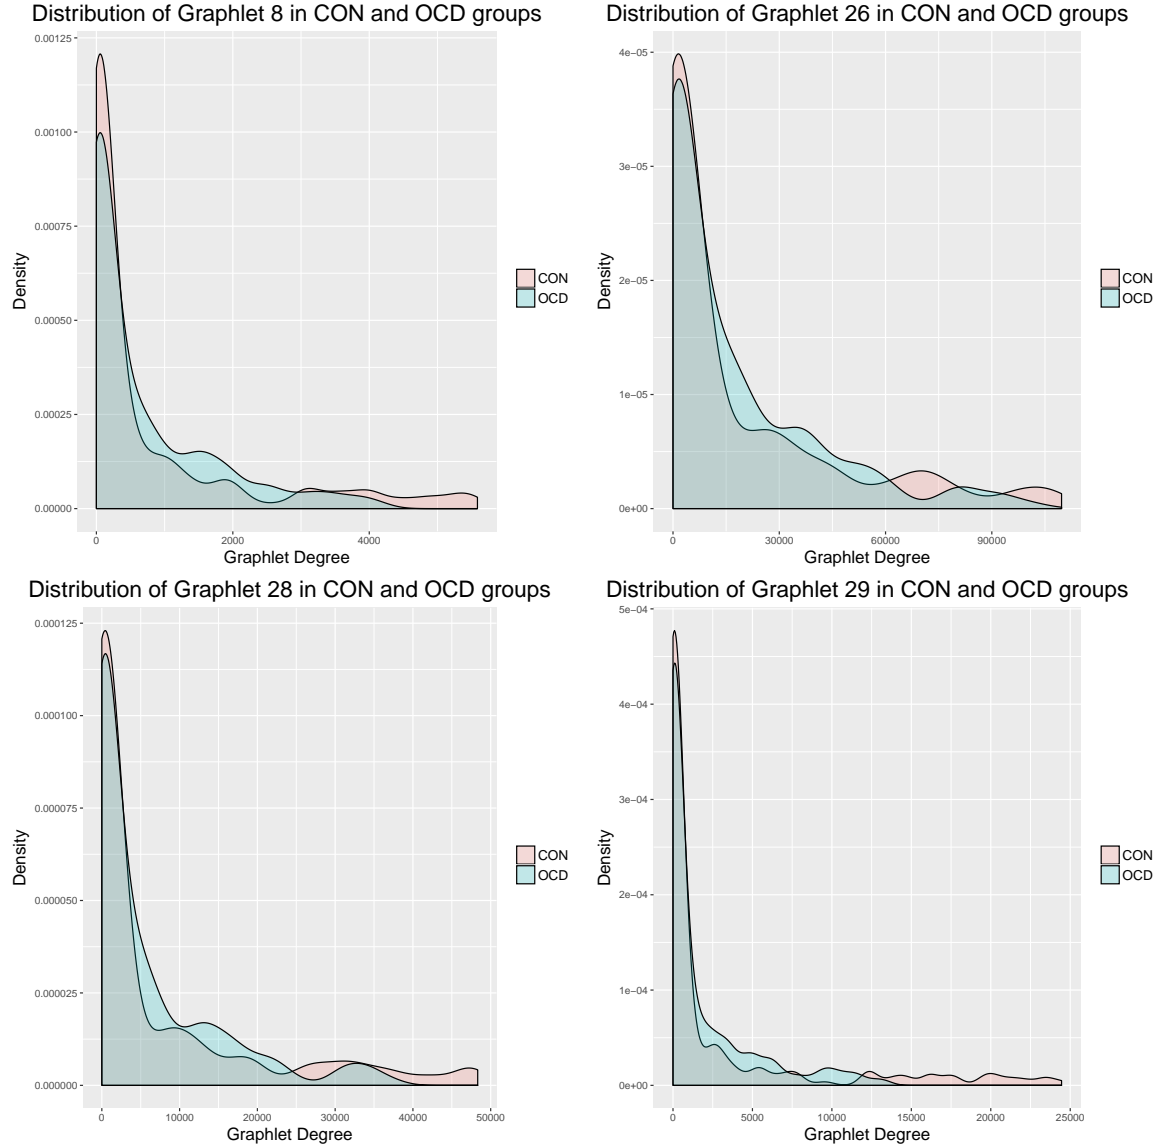 Distribution of Graphlet 8 in CON and OCD groups
0.00125
0.00100
0.00075
0.00050
0.00025
0.00000
Density
0
2000
4000
Graphlet Degree
CON
OCD
Distribution of Graphlet 26 in CON and OCD groups
4e−05
3e−05
2e−05
1e−05
0e+00
Density
0
30000
60000
90000
Graphlet Degree
CON
OCD
Distribution of Graphlet 28 in CON and OCD groups
0.000125
0.000100
0.000075
0.000050
0.000025
0.000000
Density
0
10000
20000
30000
40000
50000
Graphlet Degree
CON
OCD
Distribution of Graphlet 29 in CON and OCD groups
5e−04
4e−04
3e−04
2e−04
1e−04
0e+00
Density
0
5000
10000
15000
20000
25000
Graphlet Degree
CON
OCD